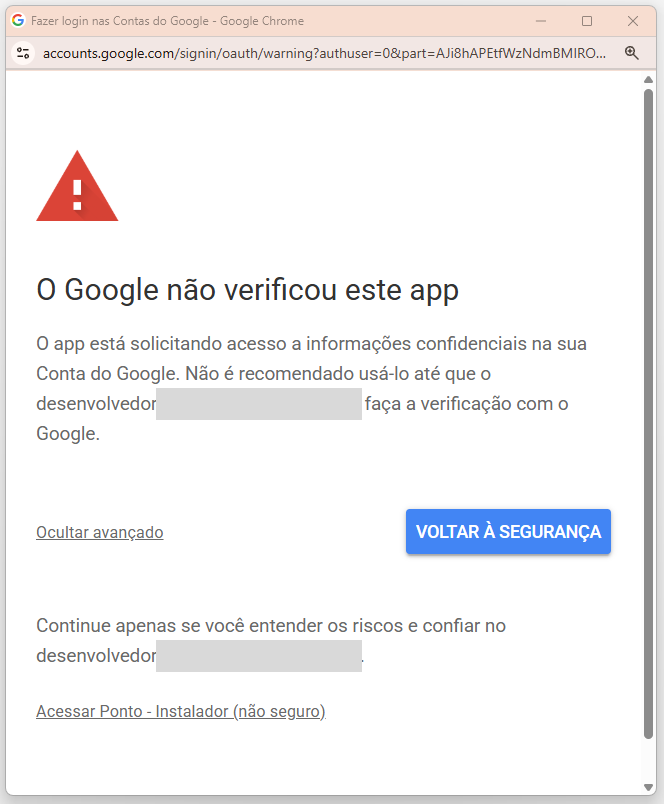 Fazer login nas Contas do Google - Google Chrome
accounts.google.com/signin/oauth/warning?authuser=0&part=AJi8hAPEtfWzNdmBMIRO...
O Google não verificou este app
O app está solicitando acesso a informações confidenciais na sua
Conta do Google. Não é recomendado usá-lo até que o
desenvolvedor faça a verificação com o
Google.
Ocultar avançado
VOLTAR À SEGURANÇA
Continue apenas se você entender os riscos e confiar no
desenvolvedor .
Acessar Ponto - Instalador (não seguro)